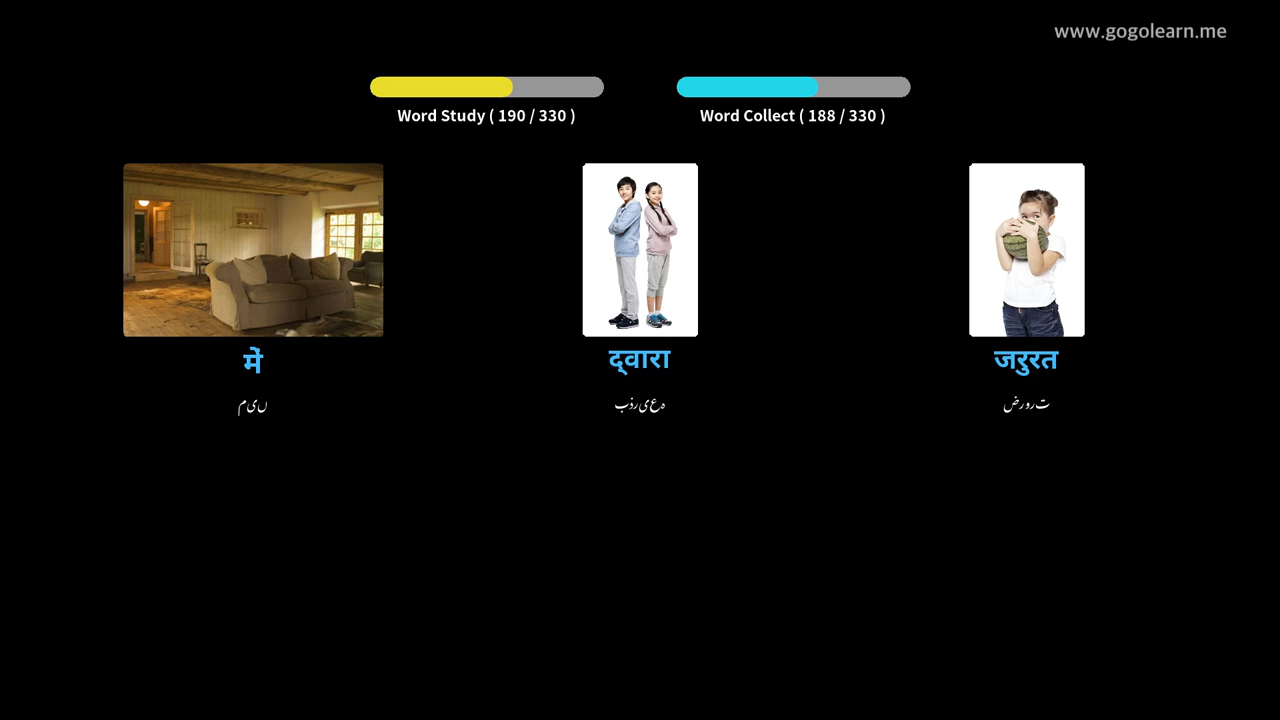 www.gogolearn.me
Word Study ( 190 / 330 )
Word Collect ( 188 / 330 )
में
द्वारा
जरुरत
ںیم
ہعیرذب
ترورض